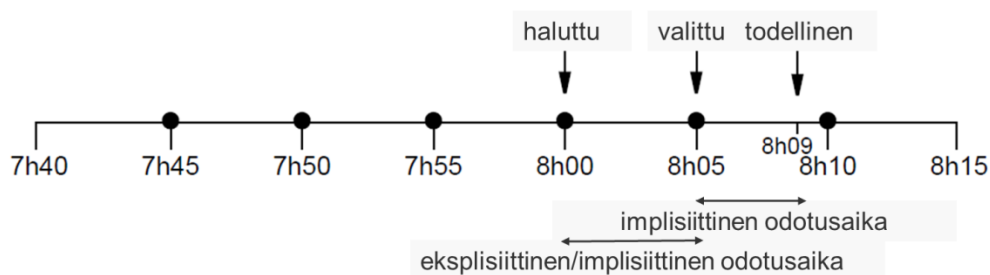 haluttu valittu todellinen
7h40 7h45 7h50 7h55 8h00 8h05 8h09 8h10 8h15
implisiittinen odotusaika
eksplisiittinen/implisiittinen odotusaika